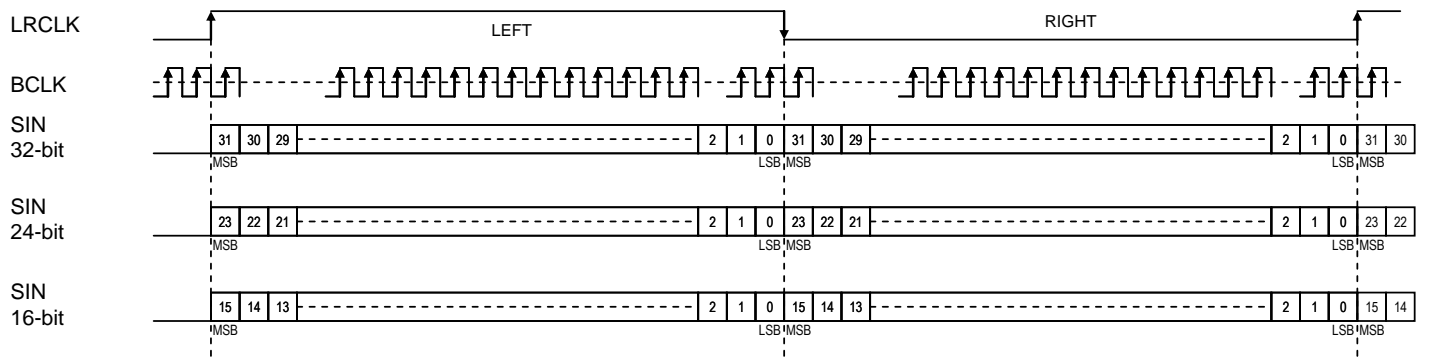 LRCLK LEFT RIGHT
BCLK
SIN
32-bit
31 30 29 2 1 0 31 30 29 2 1 0 31 30
MSB LSB MSB LSB MSB
SIN
24-bit
23 22 21 2 1 0 23 22 21 2 1 0 23 22
MSB LSB MSB LSB MSB
SIN
16-bit
15 14 13 2 1 0 15 14 13 2 1 0 15 14
MSB LSB MSB LSB MSB